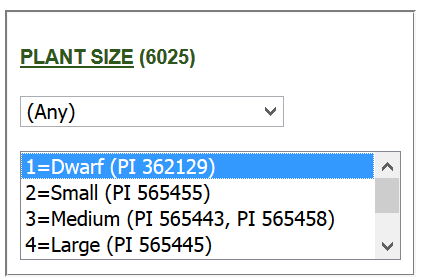 PLANT SIZE (6025)
(Any)
1=Dwarf (PI 362129)
2=Small (PI 565455)
3=Medium (PI 565443, PI 565458)
4=Large (PI 565445)